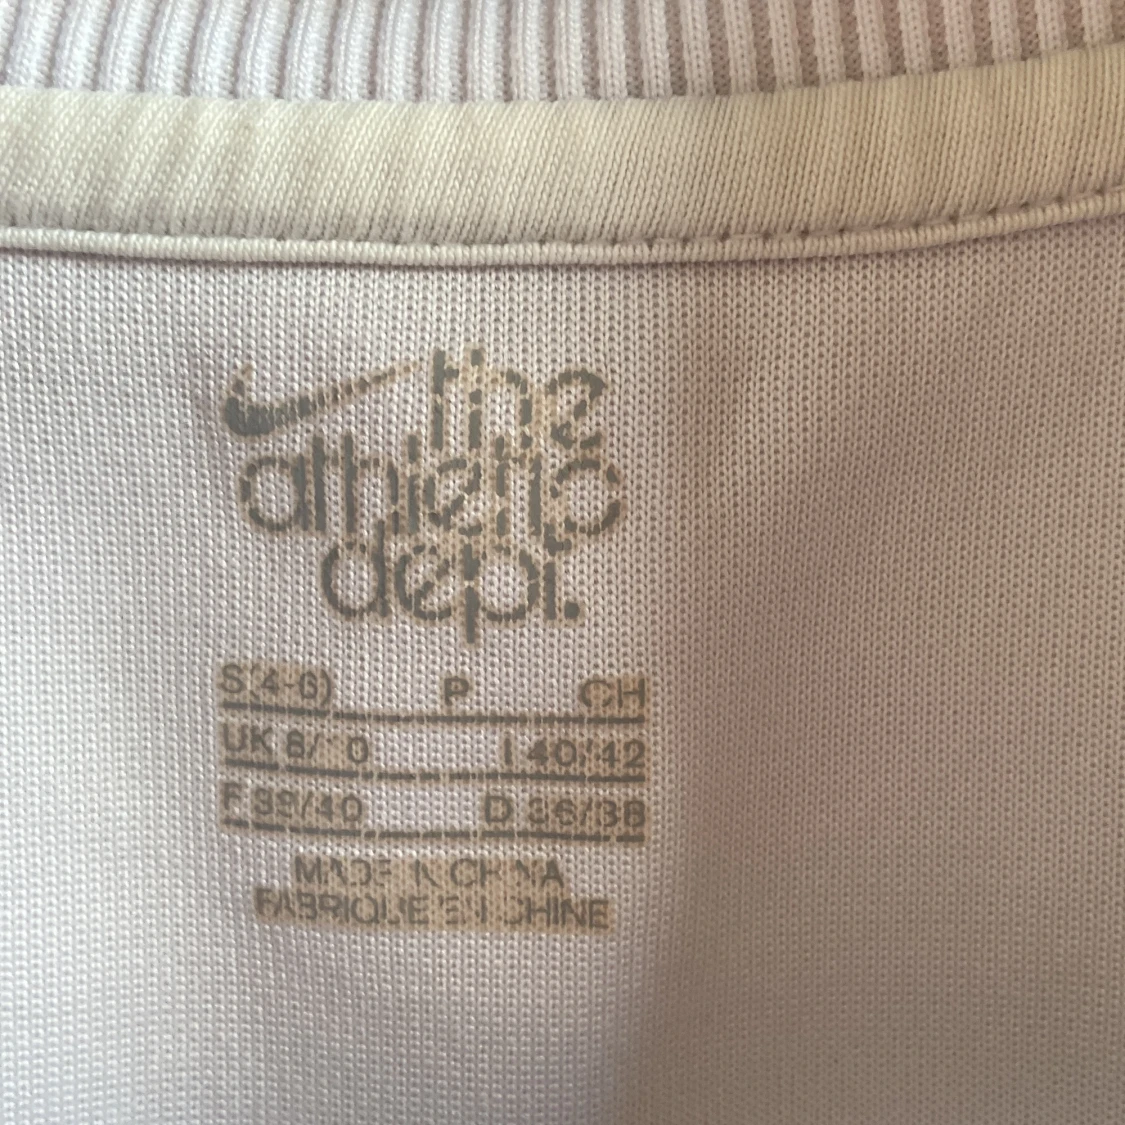 the
athletic
dept.
S(4-6) P CH
UK 8/10 I 40/42
F 38/40 D 36/38
MADE IN CHINA
FABRIQUE EN CHINE